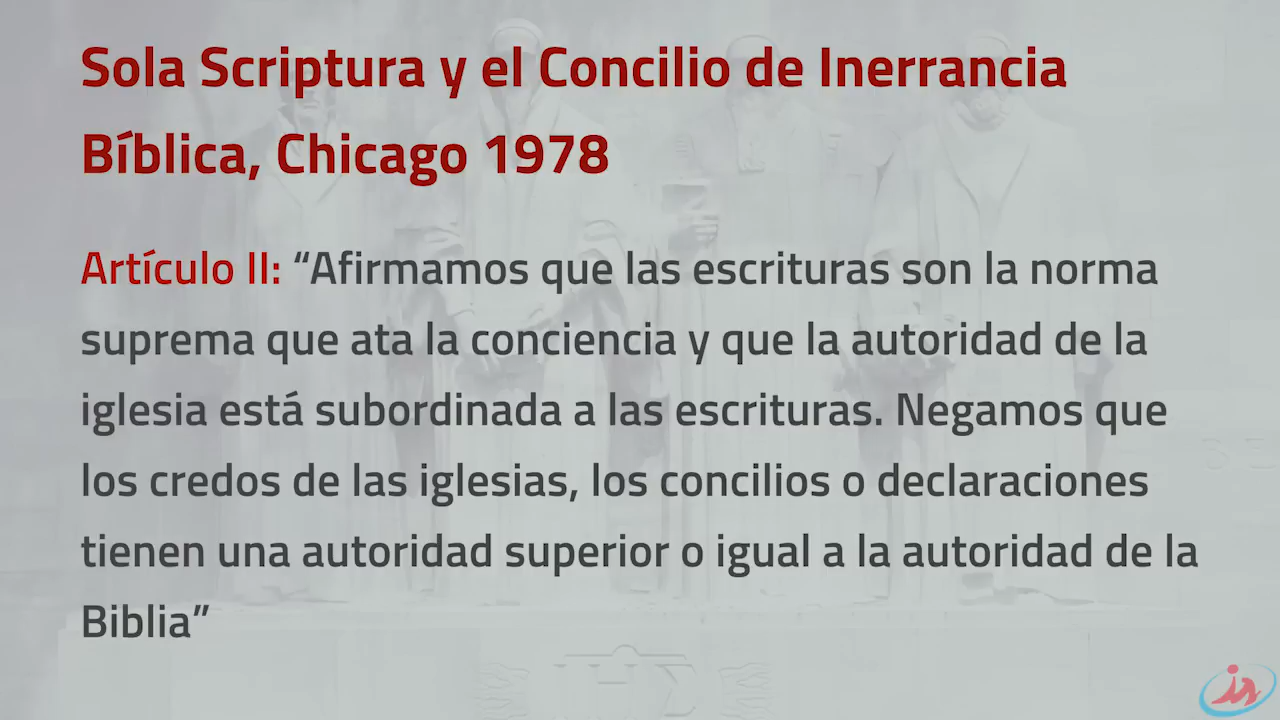 Sola Scriptura y el Concilio de Inerrancia
Bíblica, Chicago 1978
Artículo II: “Afirmamos que las escrituras son la norma
suprema que ata la conciencia y que la autoridad de la
iglesia está subordinada a las escrituras. Negamos que
los credos de las iglesias, los concilios o declaraciones
tienen una autoridad superior o igual a la autoridad de la
Biblia”